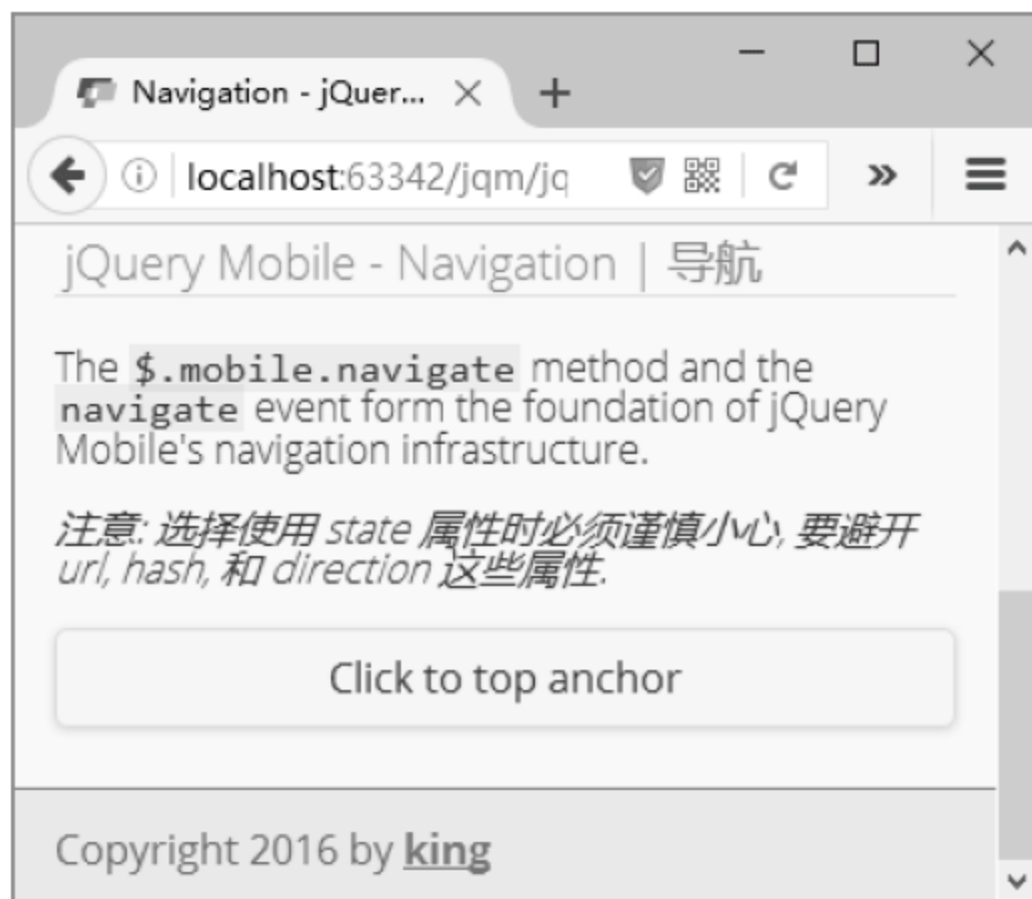 Navigation - jQuer...
localhost:63342/jqm/jq
jQuery Mobile - Navigation | 导航
The $.mobile.navigate method and the
navigate event form the foundation of jQuery
Mobile's navigation infrastructure.
注意: 选择使用 state 属性时必须谨慎小心, 要避开
url, hash, 和 direction 这些属性.
Click to top anchor
Copyright 2016 by king